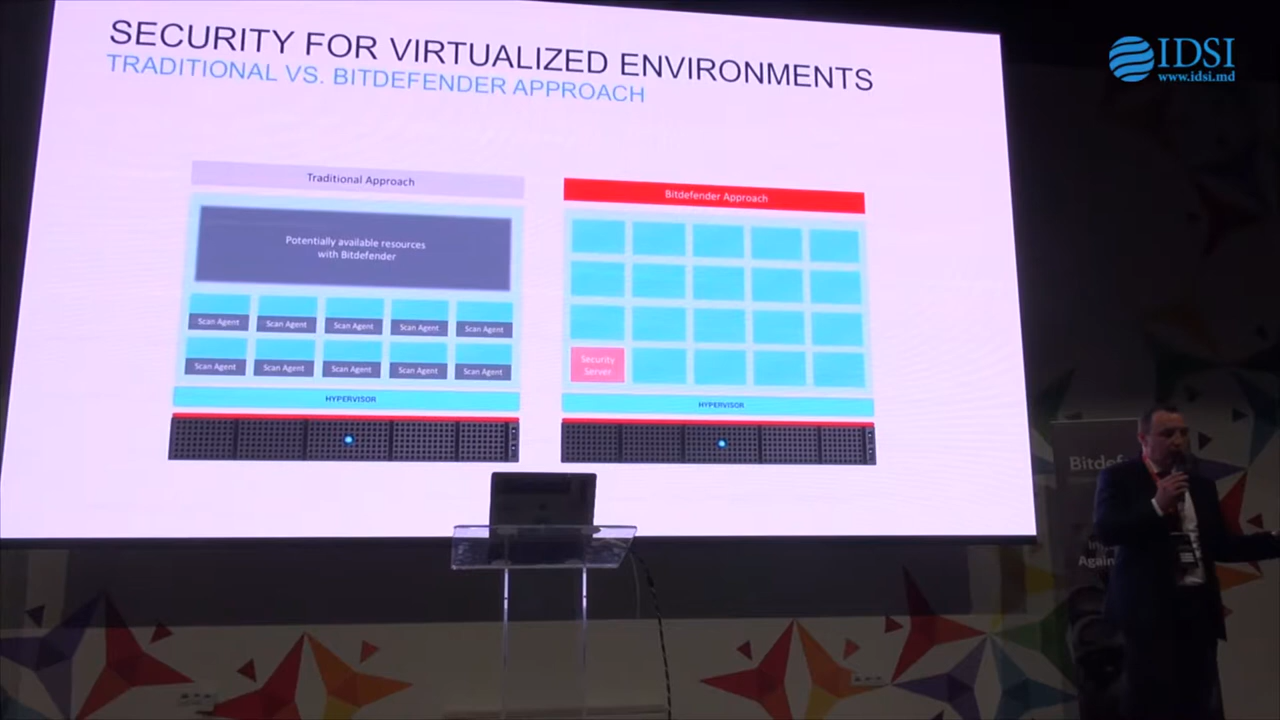 SECURITY FOR VIRTUALIZED ENVIRONMENTS
TRADITIONAL VS. BITDEFENDER APPROACH
IDSI
www.idsi.md
Traditional Approach
Potentially available resources
with Bitdefender
Scan Agent Scan Agent Scan Agent Scan Agent Scan Agent
Scan Agent Scan Agent Scan Agent Scan Agent Scan Agent
HYPERVISOR
Bitdefender Approach
Security
Server
HYPERVISOR
Bitdef
Again